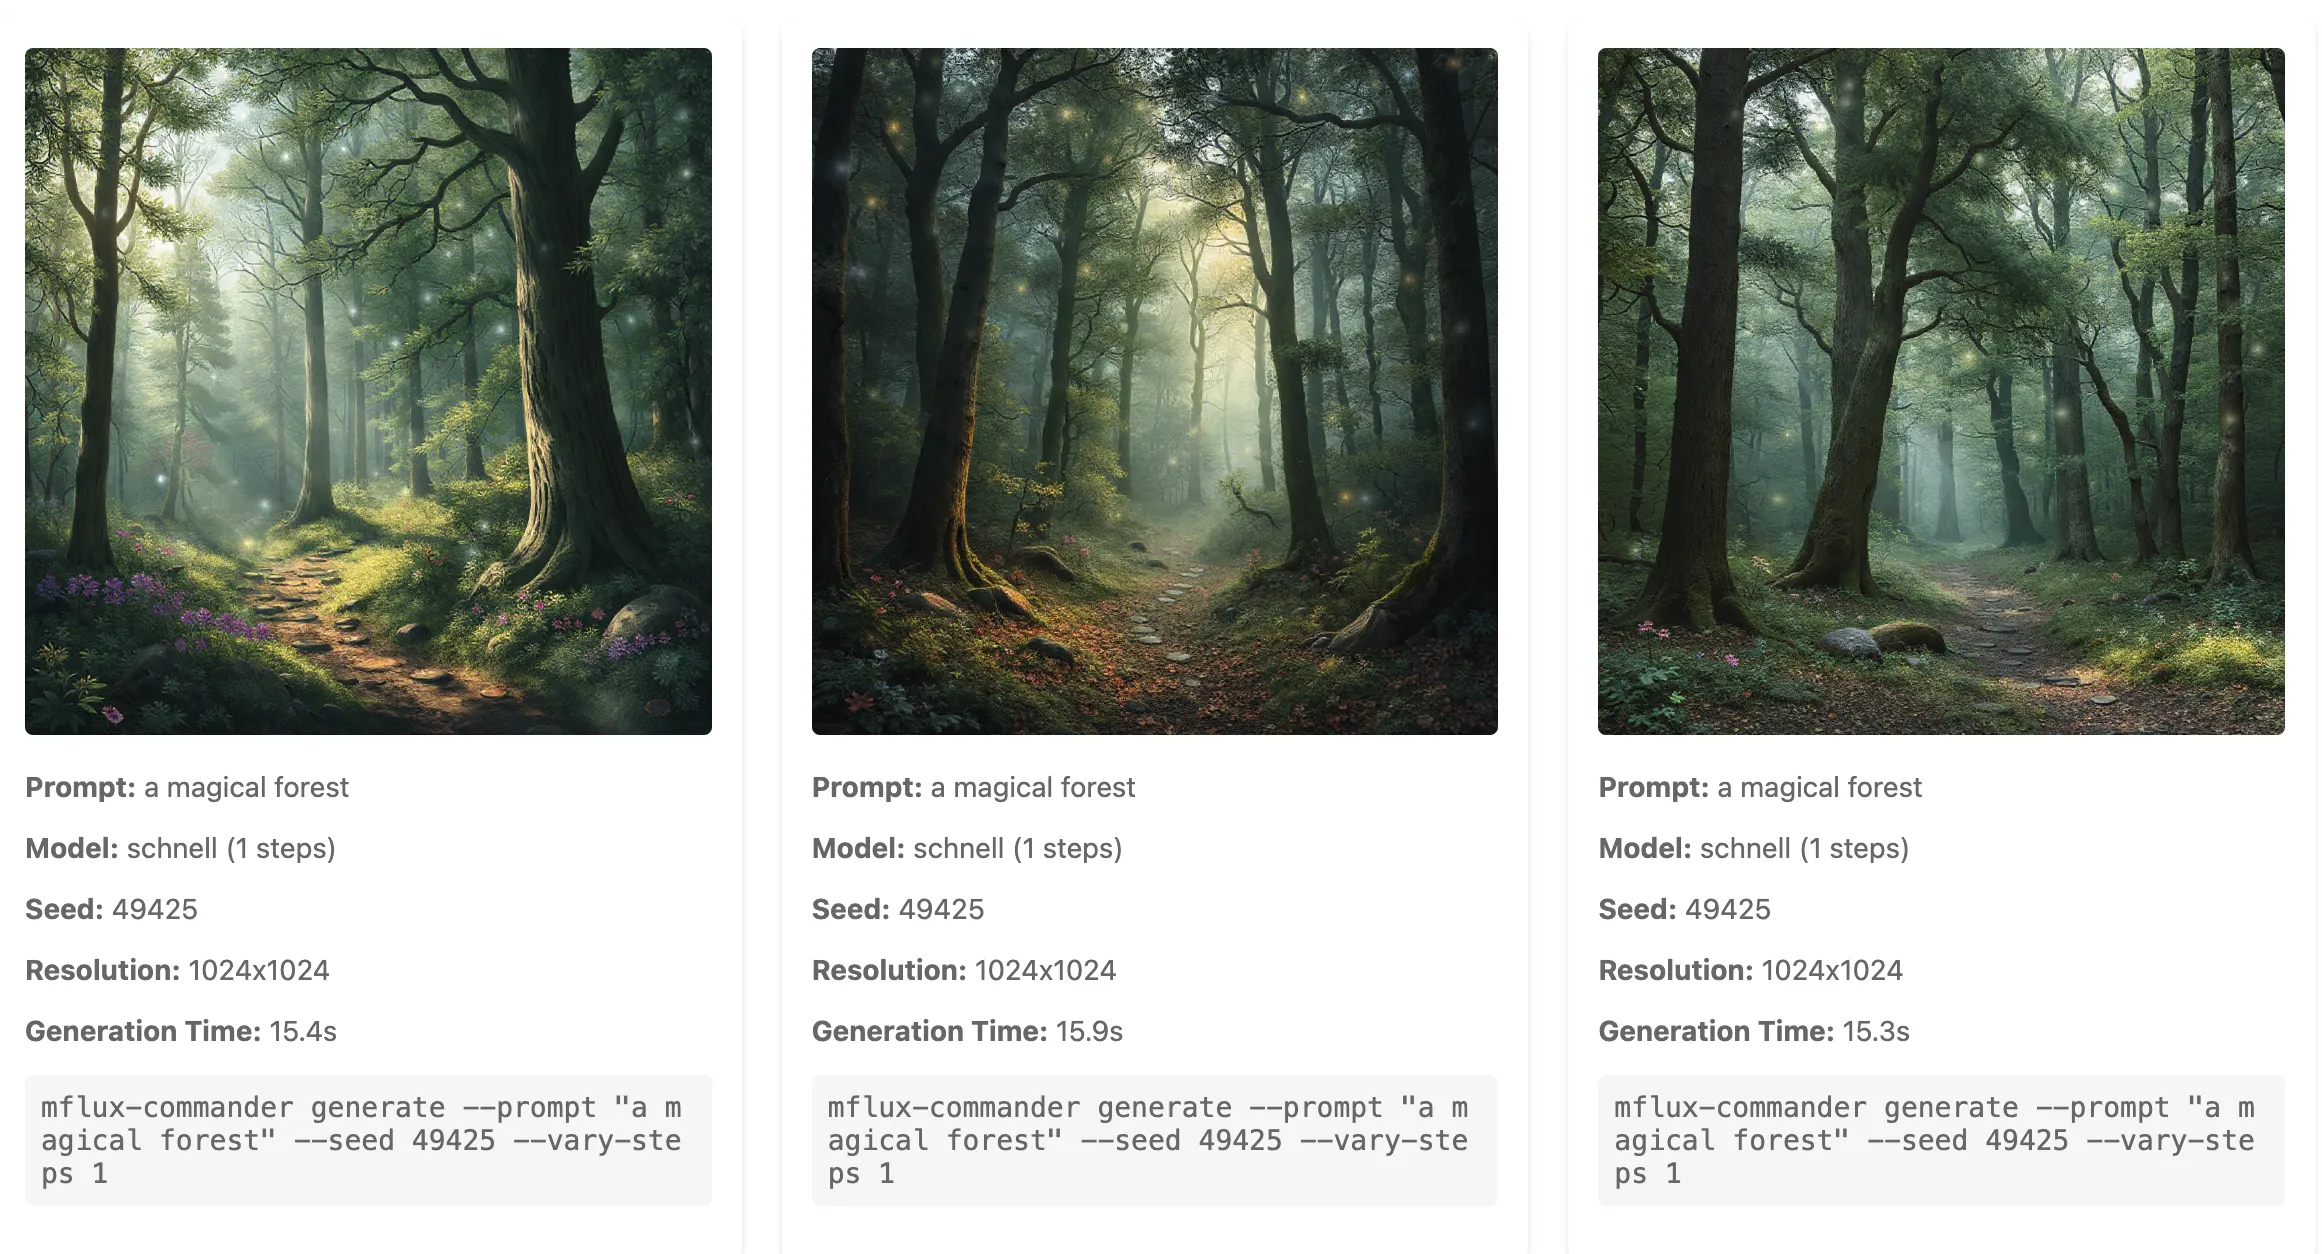 Prompt: a magical forest
Model: schnell (1 steps)
Seed: 49425
Resolution: 1024x1024
Generation Time: 15.4s
mflux-commander generate --prompt "a m
agical forest" --seed 49425 --vary-ste
ps 1
Prompt: a magical forest
Model: schnell (1 steps)
Seed: 49425
Resolution: 1024x1024
Generation Time: 15.9s
mflux-commander generate --prompt "a m
agical forest" --seed 49425 --vary-ste
ps 1
Prompt: a magical forest
Model: schnell (1 steps)
Seed: 49425
Resolution: 1024x1024
Generation Time: 15.3s
mflux-commander generate --prompt "a m
agical forest" --seed 49425 --vary-ste
ps 1